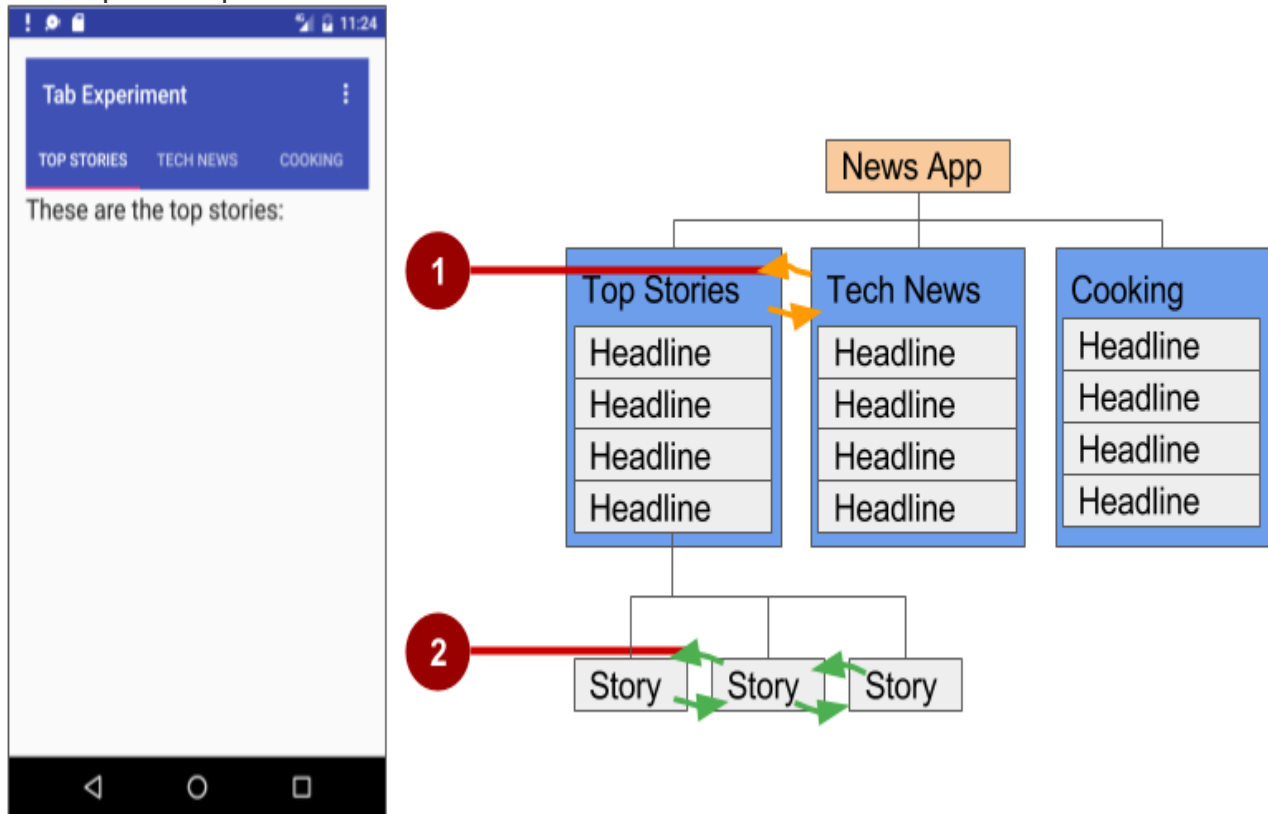 11:24
Tab Experiment
TOP STORIES TECH NEWS COOKING
These are the top stories:
News App
1
Top Stories
Headline
Headline
Headline
Headline
Tech News
Headline
Headline
Headline
Headline
Cooking
Headline
Headline
Headline
Headline
2
Story Story Story